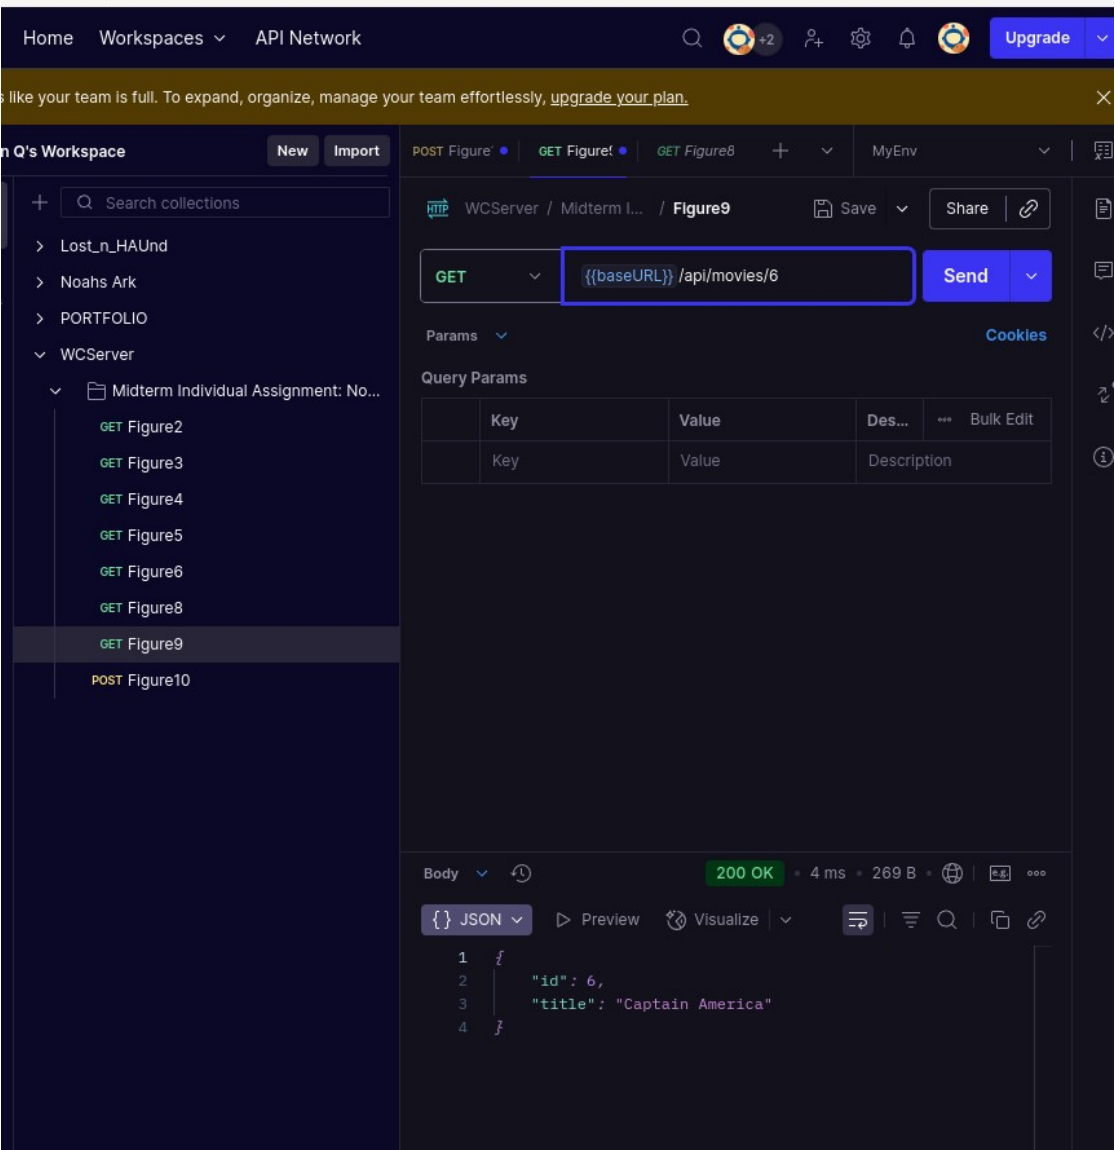 Home Workspaces API Network +2 Upgrade
s like your team is full. To expand, organize, manage your team effortlessly, upgrade your plan.
n Q's Workspace New Import
Search collections
Lost_n_HAUnd
Noahs Ark
PORTFOLIO
WCServer
Midterm Individual Assignment: No...
GET Figure2
GET Figure3
GET Figure4
GET Figure5
GET Figure6
GET Figure8
GET Figure9
POST Figure10
POST Figure GET Figure GET Figure8 MyEnv
HTTP WCServer / Midterm I... / Figure9 Save Share
GET {{baseURL}} /api/movies/6 Send
Params Cookies
Query Params
Key Value Des... Bulk Edit
Key Value Description
Body 200 OK • 4 ms • 269 B • e.g.
{} JSON Preview Visualize
1 {
2 "id": 6,
3 "title": "Captain America"
4 }